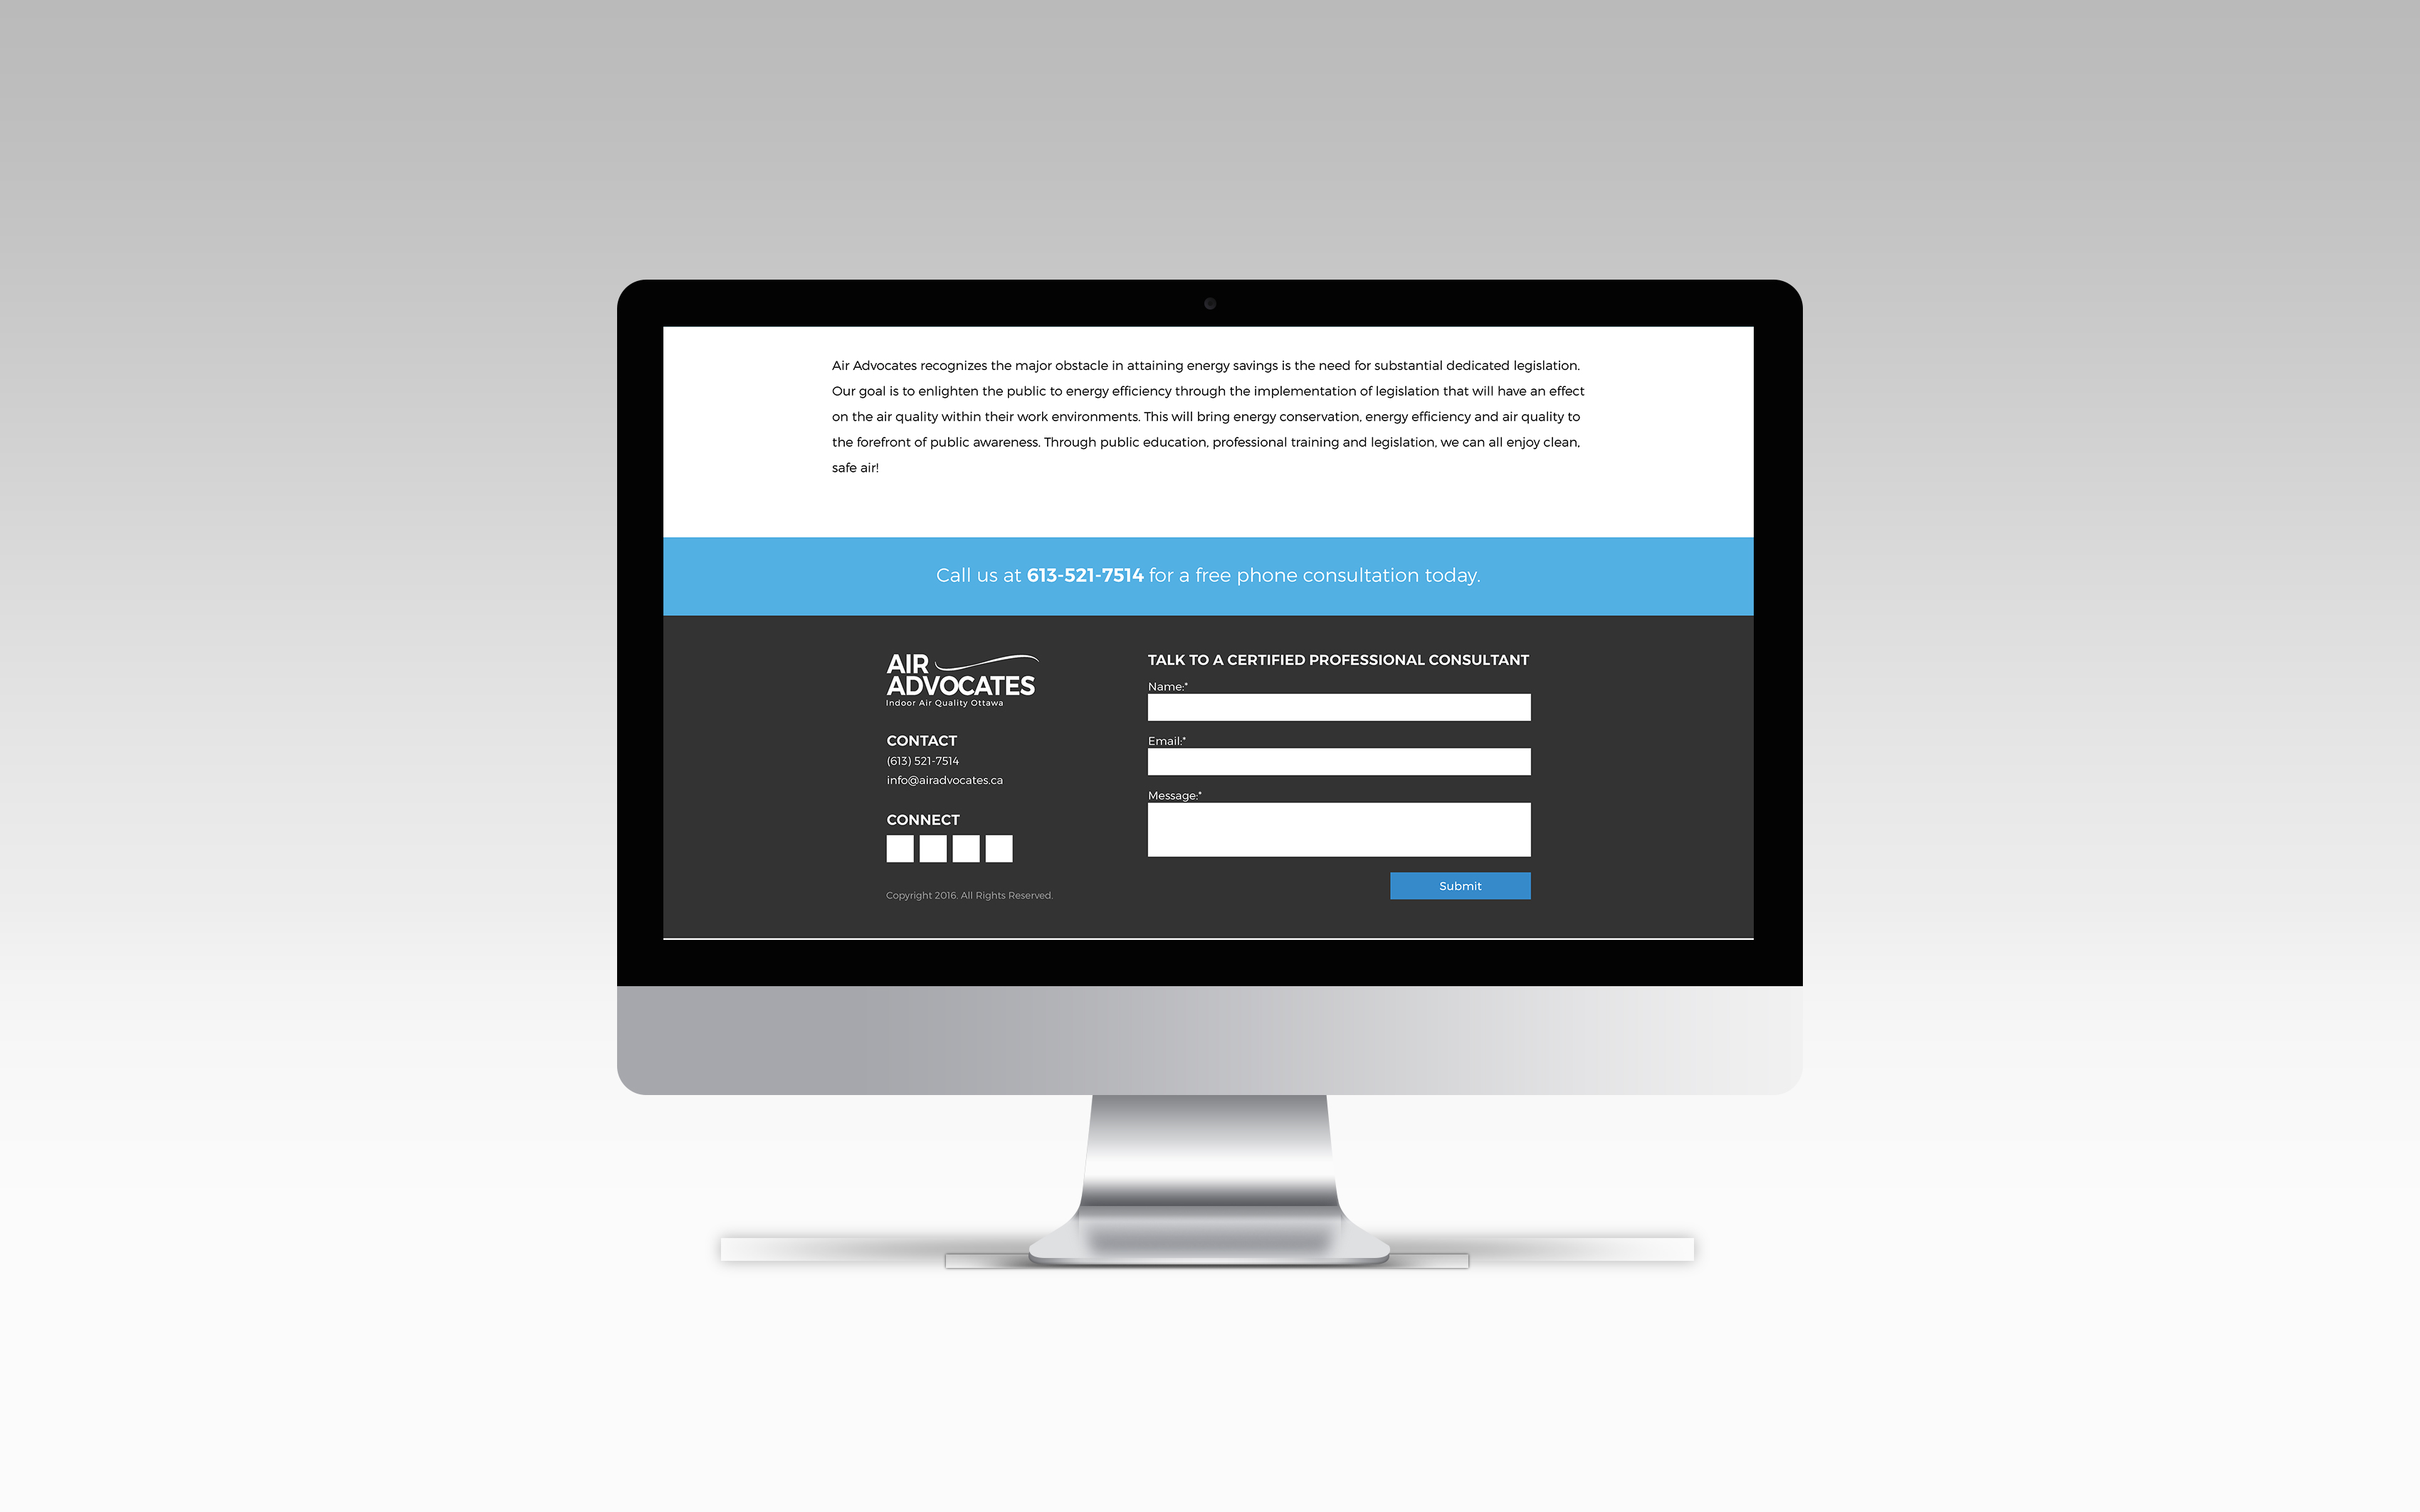 Air Advocates recognizes the major obstacle in attaining energy savings is the need for substantial dedicated legislation.
Our goal is to enlighten the public to energy efficiency through the implementation of legislation that will have an effect
on the air quality within their work environments. This will bring energy conservation, energy efficiency and air quality to
the forefront of public awareness. Through public education, professional training and legislation, we can all enjoy clean,
safe air!
Call us at 613-521-7514 for a free phone consultation today.
AIR
ADVOCATES
Indoor Air Quality Ottawa
CONTACT
(613) 521-7514
info@airadvocates.ca
CONNECT
Copyright 2016. All Rights Reserved.
TALK TO A CERTIFIED PROFESSIONAL CONSULTANT
Name:*
Email:*
Message:*
Submit